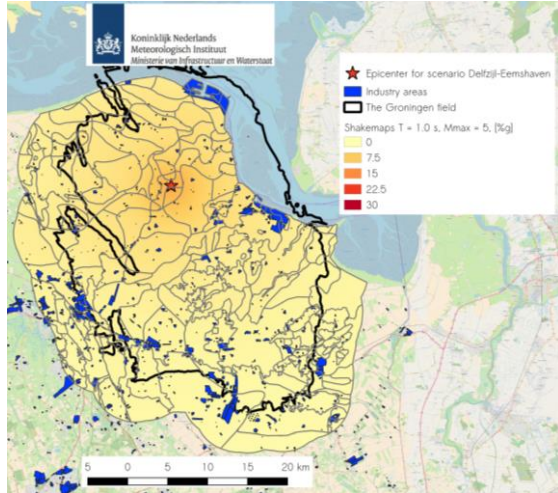 Koninklijk Nederlands
Meteorologisch Instituut
Ministerie van Infrastructuur en Waterstaat
Epicenter for scenario Delfzijl-Eemshaven
Industry areas
The Groningen field
Shakemaps T = 1.0 s, Mmax = 5, [%g]
0
7.5
15
22.5
30
5 0 5 10 15 20 km